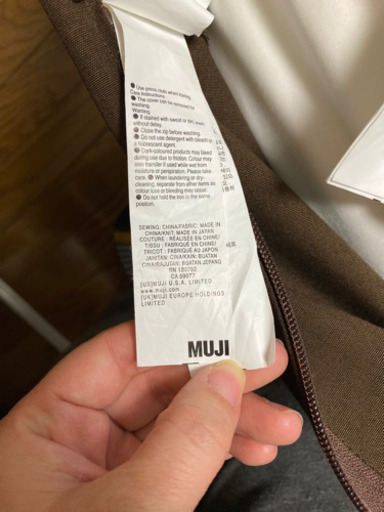 ● Use press cloth when ironing.
Care Instructions
● The cover can be removed for
washing.
Warning
● If stained with sweat or dirt, wash
without delay.
● Close the zip before washing.
● Do not use detergent with bleach or
a fluorescent agent.
● Dark-coloured products may bleed
during use due to friction. Colour may
also transfer if used while wet from
moisture or perspiration. Please take
care.
● When laundering or dry-
cleaning, separate from other items as
colour loss or bleeding may occur.
● Do not hold the iron in the same
position.
SEWING: CHINA/FABRIC: MADE IN
CHINA/KNIT: MADE IN JAPAN
COUTURE : RÉALISÉE EN CHINE/
TISSU : FABRIQUÉ EN CHINE/
TRICOT : FABRIQUÉ AU JAPON
JAHITAN: CINA/KAIN: BUATAN
CINA/RAJUTAN: BUATAN JEPANG
RN 120702
CA 69077
[US]MUJI U.S.A. LIMITED
www.muji.com
[UK]MUJI EUROPE HOLDINGS
LIMITED
MUJI